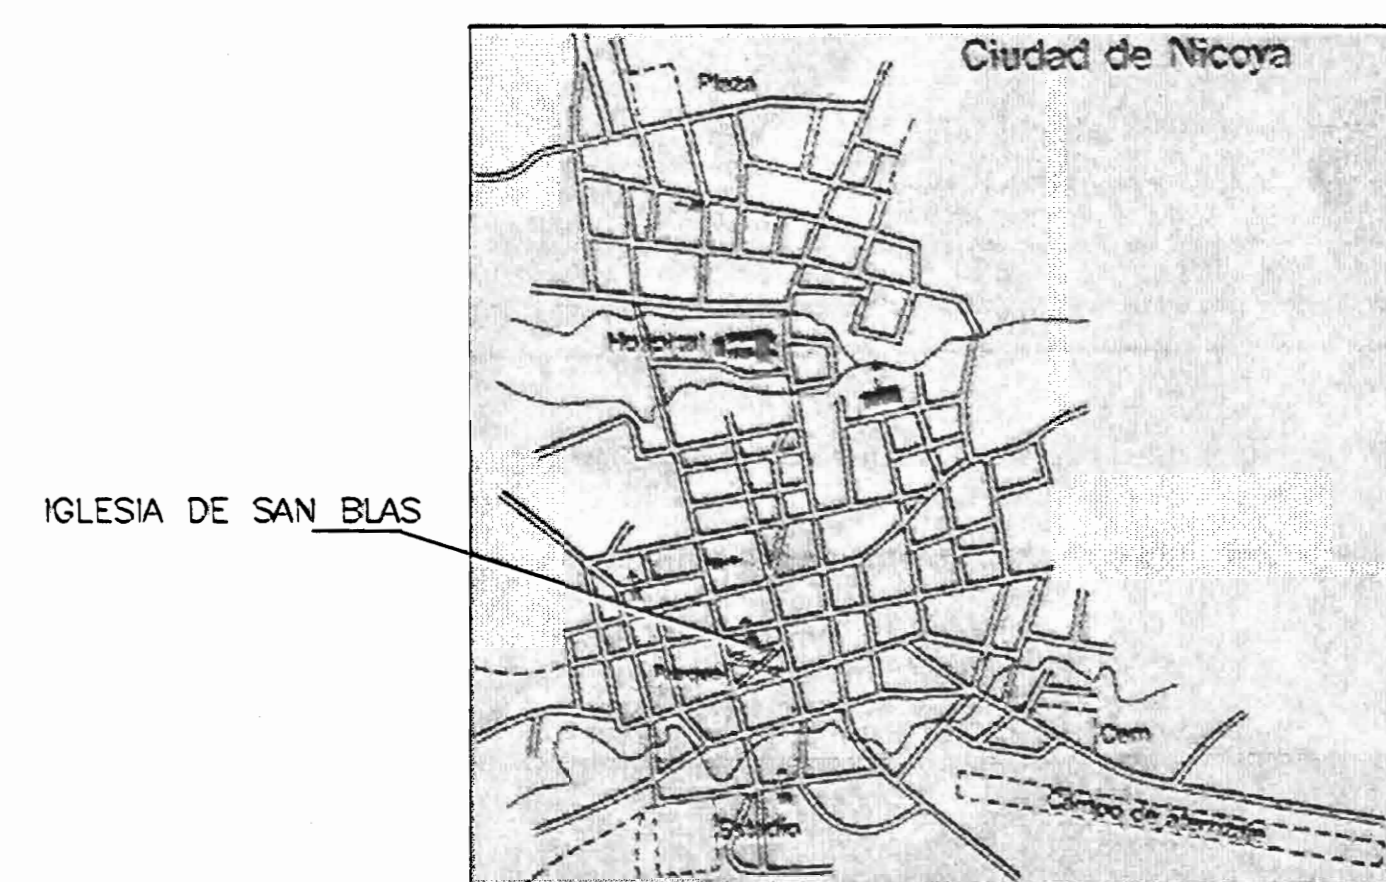 Ciudad de Nicoya
Plaza
Hospital
IGLESIA DE SAN BLAS
Parque
Cem
Campo de aterrizaje
Estadio